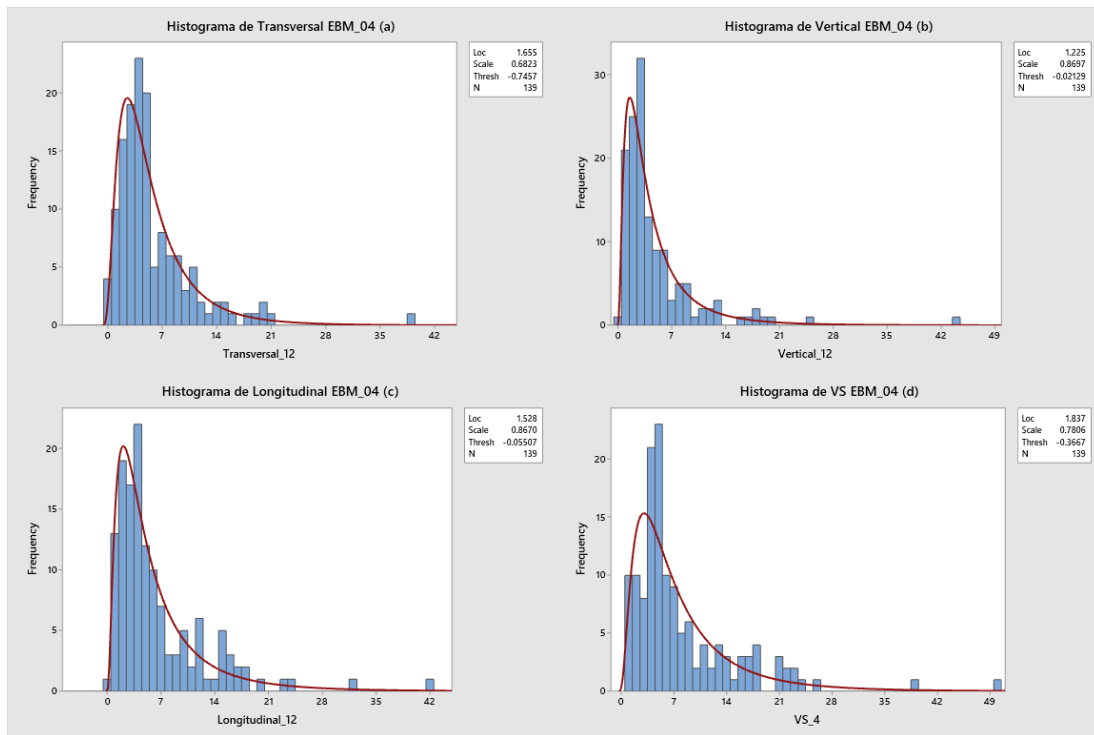 Histograma de Transversal EBM_04 (a)
Loc 1.655
Scale 0.6823
Thresh -0.7457
N 139
Frequency
20
15
10
5
0
0 7 14 21 28 35 42
Transversal_12
Histograma de Vertical EBM_04 (b)
Loc 1.225
Scale 0.8697
Thresh -0.02129
N 139
Frequency
30
20
10
0
0 7 14 21 28 35 42 49
Vertical_12
Histograma de Longitudinal EBM_04 (c)
Loc 1.528
Scale 0.8670
Thresh -0.05507
N 139
Frequency
20
15
10
5
0
0 7 14 21 28 35 42
Longitudinal_12
Histograma de VS EBM_04 (d)
Loc 1.837
Scale 0.7806
Thresh -0.3667
N 139
Frequency
20
15
10
5
0
0 7 14 21 28 35 42 49
VS_4